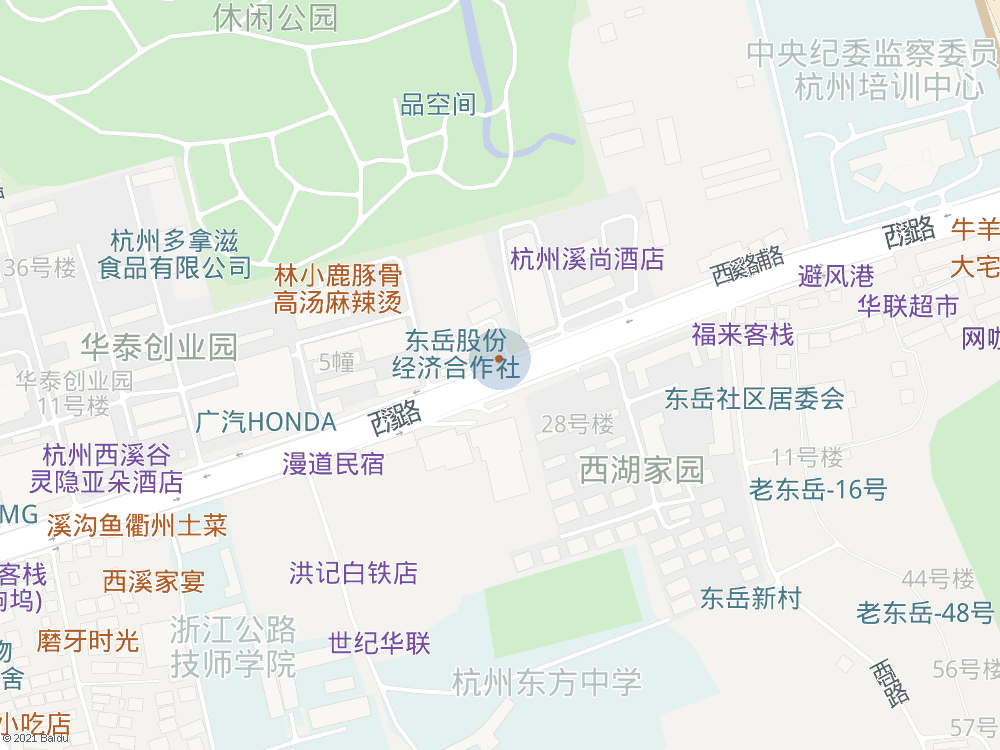 休闲公园
中央纪委监察委员
杭州培训中心
品空间
西溪路
牛羊
大宅
杭州多拿滋
食品有限公司
36号楼
林小鹿豚骨
高汤麻辣烫
杭州溪尚酒店
西溪路辅路
避风港
华联超市
网咖
福来客栈
华泰创业园
华泰创业园
11号楼
5幢
东岳股份
经济合作社
广汽HONDA
西溪路
东岳社区居委会
28号楼
西湖家园
11号楼
老东岳-16号
杭州西溪谷
灵隐亚朵酒店
漫道民宿
MG
溪沟鱼衢州土菜
客栈
西溪家宴
洪记白铁店
44号楼
东岳新村
老东岳-48号
浙江公路
技师学院
磨牙时光
世纪华联
物
舍
杭州东方中学
56号楼
57号
小吃店
© 2021 Baidu